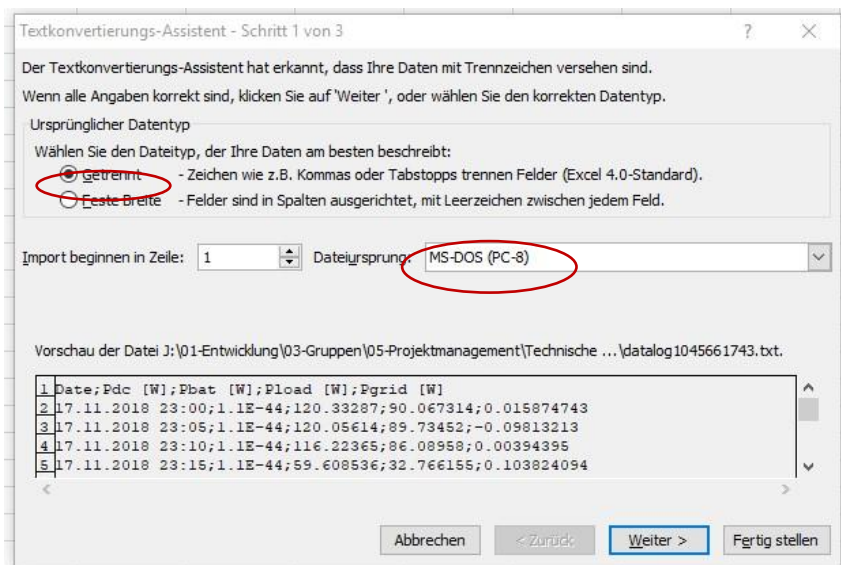 Textkonvertierungs-Assistent - Schritt 1 von 3 ?
Der Textkonvertierungs-Assistent hat erkannt, dass Ihre Daten mit Trennzeichen versehen sind.
Wenn alle Angaben korrekt sind, klicken Sie auf 'Weiter ', oder wählen Sie den korrekten Datentyp.
Ursprünglicher Datentyp
Wählen Sie den Dateityp, der Ihre Daten am besten beschreibt:
Getrennt - Zeichen wie z.B. Kommas oder Tabstopps trennen Felder (Excel 4.0-Standard).
Feste Breite - Felder sind in Spalten ausgerichtet, mit Leerzeichen zwischen jedem Feld.
Import beginnen in Zeile: 1 Dateiursprung: MS-DOS (PC-8)
Vorschau der Datei J:\01-Entwicklung\03-Gruppen\05-Projektmanagement\Technische ...\datalog1045661743.txt.
1 Date;Pdc [W];Pbat [W];Pload [W];Pgrid [W]
2 17.11.2018 23:00;1.1E-44;120.33287;90.067314;0.015874743
3 17.11.2018 23:05;1.1E-44;120.05614;89.73452;-0.09813213
4 17.11.2018 23:10;1.1E-44;116.22365;86.08958;0.00394395
5 17.11.2018 23:15;1.1E-44;59.608536;32.766155;0.103824094
Abbrechen < Zurück Weiter > Fertig stellen